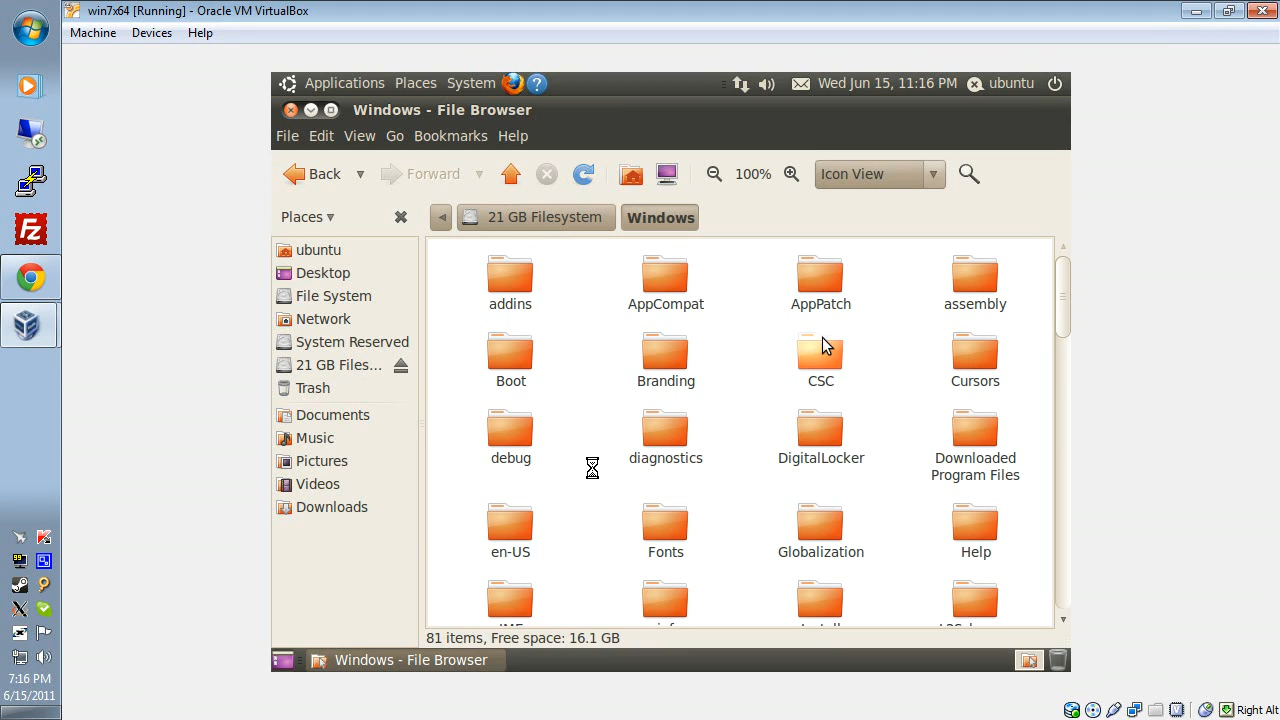 win7x64 [Running] - Oracle VM VirtualBox
Machine Devices Help
Applications Places System Wed Jun 15, 11:16 PM ubuntu
Windows - File Browser
File Edit View Go Bookmarks Help
Back Forward 100% Icon View
Places 21 GB Filesystem Windows
ubuntu
Desktop
File System
Network
System Reserved
21 GB Files...
Trash
Documents
Music
Pictures
Videos
Downloads
addins AppCompat AppPatch assembly
Boot Branding CSC Cursors
debug diagnostics DigitalLocker Downloaded
Program Files
en-US Fonts Globalization Help
81 items, Free space: 16.1 GB
Windows - File Browser
Fz
99
7:16 PM
6/15/2011
Right Alt